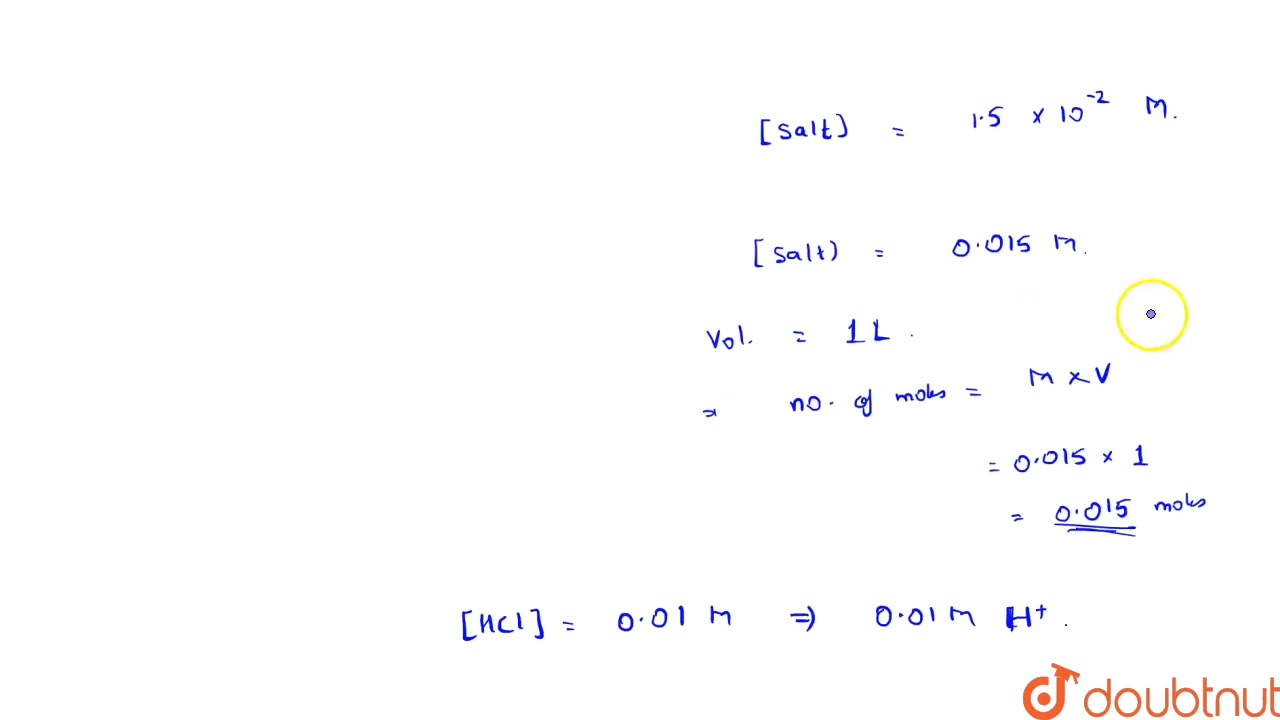 [Salt) = 1.5 × 10⁻² M.
[Salt) = 0.015 M.
Vol. = 1 L.
⇒ no. of moles = M × V
= 0.015 × 1
= 0.015 moles
[HCl] = 0.01 M ⇒ 0.01 M H⁺.
doubtnut